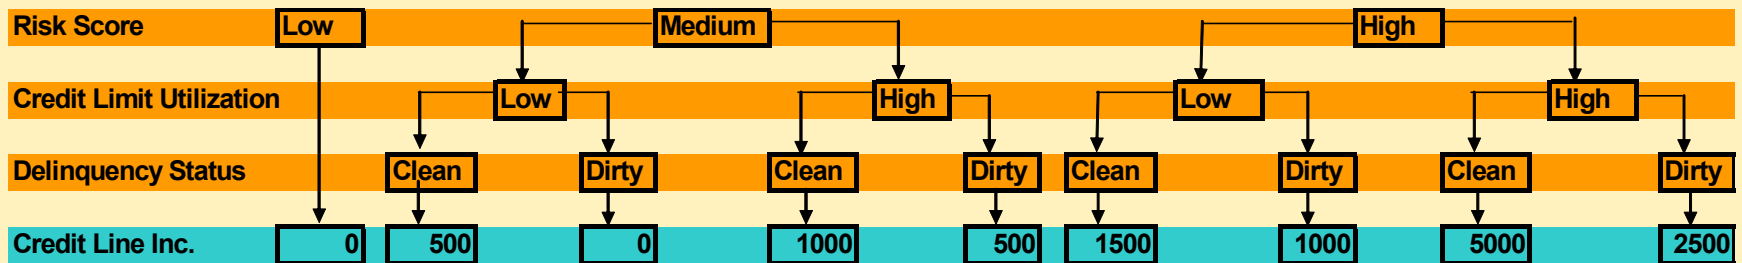 Risk Score Low Medium High
Credit Limit Utilization Low High Low High
Delinquency Status Clean Dirty Clean Dirty Clean Dirty Clean Dirty
Credit Line Inc. 0 500 0 1000 500 1500 1000 5000 2500